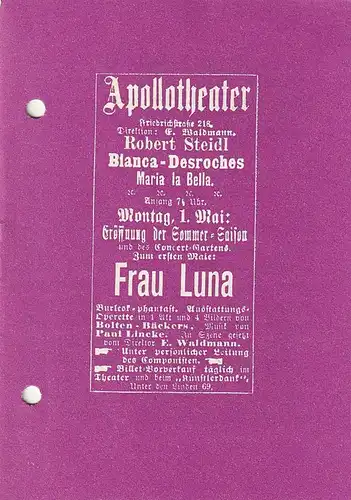 Apollotheater
Friedrichstraße 218.
Direktion: E. Waldmann.
Robert Steidl
Bianca-Desroches
Maria la Bella.
Anfang 7½ Uhr.
Montag, 1. Mai:
Eröffnung der Sommer-Saison
und des Concert-Gartens.
Zum ersten Male:
Frau Luna
Burlesk-phantast. Ausstattungs-
Operette in 1 Akt und 4 Bildern von
Bolten-Bäckers. Musik von
Paul Lincke. In Szene gesetzt
vom Direktor E. Waldmann.
Unter persönlicher Leitung
des Componisten.
Billet-Vorverkauf täglich im
Theater und beim „Künstlerdank",
Unter den Linden 69.